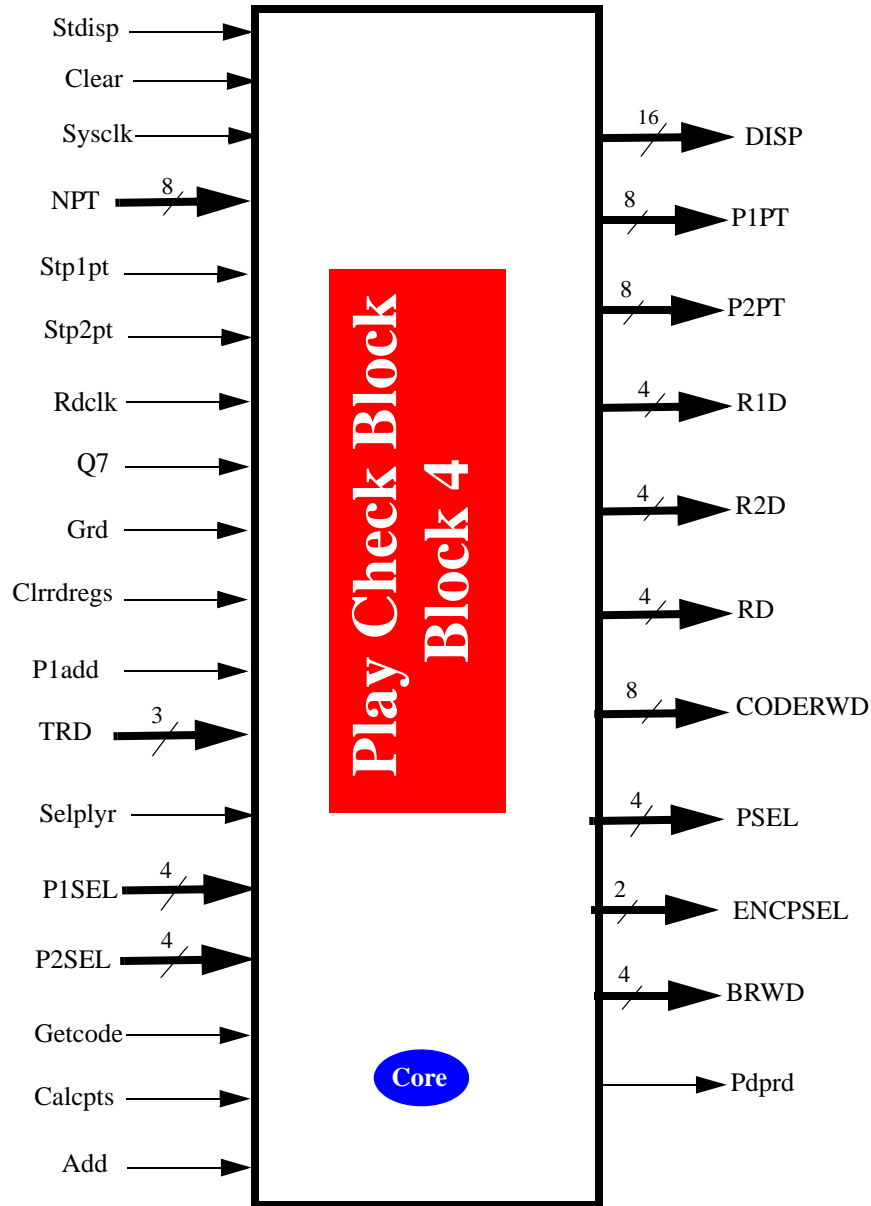 Stdisp
Clear
Sysclk
NPT
8
Stp1pt
Stp2pt
Rdclk
Q7
Grd
Clrrdregs
P1add
TRD
3
Selplyr
P1SEL
4
P2SEL
4
Getcode
Calcpts
Add
Play Check Block
Block 4
Core
16
DISP
8
P1PT
8
P2PT
4
R1D
4
R2D
4
RD
8
CODERWD
4
PSEL
2
ENCPSEL
4
BRWD
Pdprd